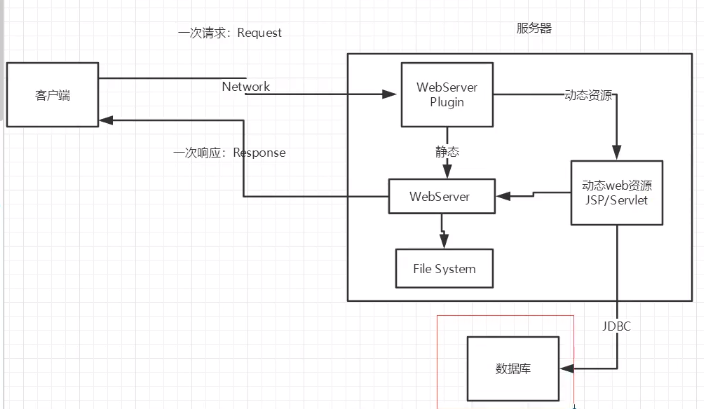 服务器
一次请求：Request
客户端
Network
WebServer
Plugin
动态资源
一次响应：Response
静态
动态web资源
JSP/Servlet
WebServer
File System
JDBC
数据库